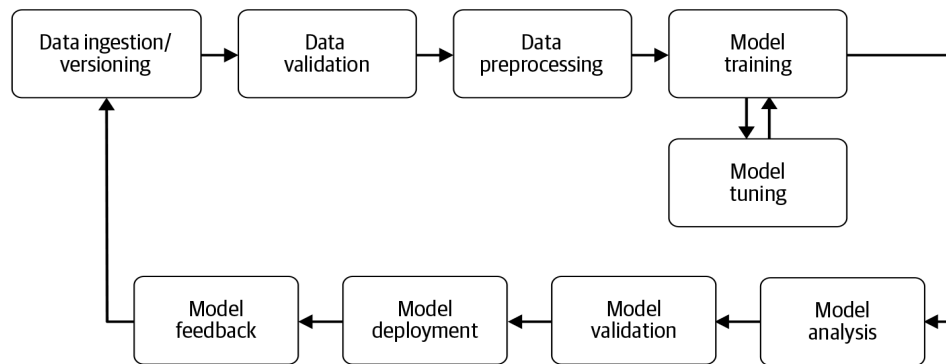 Data ingestion/
versioning
Data
validation
Data
preprocessing
Model
training
Model
tuning
Model
feedback
Model
deployment
Model
validation
Model
analysis